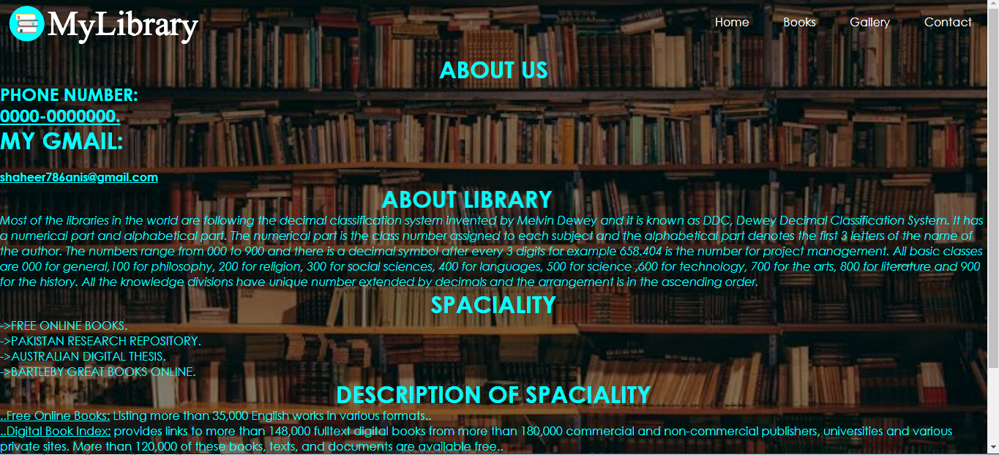 MyLibrary
Home Books Gallery Contact
ABOUT US
PHONE NUMBER:
0000-0000000.
MY GMAIL:
shaheer786anis@gmail.com
ABOUT LIBRARY
Most of the libraries in the world are following the decimal classification system invented by Melvin Dewey and it is known as DDC, Dewey Decimal Classification System. It has
a numerical part and alphabetical part. The numerical part is the class number assigned to each subject and the alphabetical part denotes the first 3 letters of the name of
the author. The numbers range from 000 to 900 and there is a decimal symbol after every 3 digits for example 658.404 is the number for project management. All basic classes
are 000 for general,100 for philosophy, 200 for religion, 300 for social sciences, 400 for languages, 500 for science ,600 for technology, 700 for the arts, 800 for literature and 900
for the history. All the knowledge divisions have unique number extended by decimals and the arrangement is in the ascending order.
SPACIALITY
->FREE ONLINE BOOKS.
->PAKISTAN RESEARCH REPOSITORY.
->AUSTRALIAN DIGITAL THESIS.
->BARTLEBY GREAT BOOKS ONLINE.
DESCRIPTION OF SPACIALITY
..Free Online Books: Listing more than 35,000 English works in various formats..
..Digital Book Index: provides links to more than 148,000 fulltext digital books from more than 180,000 commercial and non-commercial publishers, universities and various
private sites. More than 120,000 of these books, texts, and documents are available free..